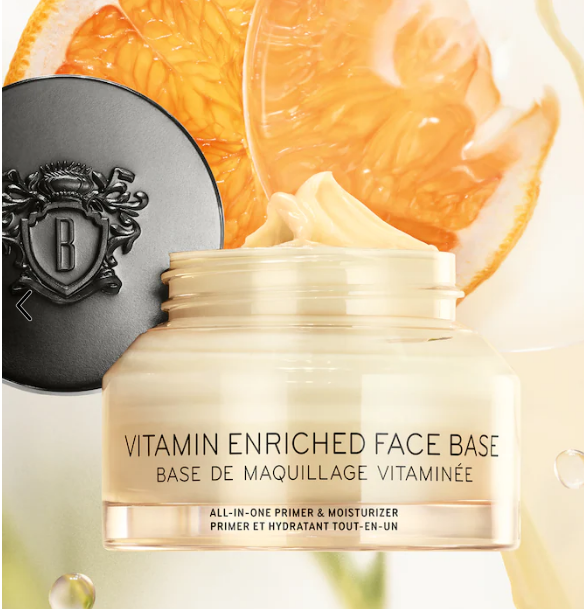 B
VITAMIN ENRICHED FACE BASE
BASE DE MAQUILLAGE VITAMINÉE
ALL-IN-ONE PRIMER & MOISTURIZER
PRIMER ET HYDRATANT TOUT-EN-UN